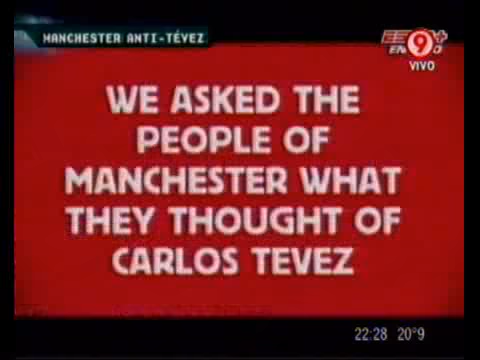 MANCHESTER ANTI-TÉVEZ
9
VIVO
WE ASKED THE
PEOPLE OF
MANCHESTER WHAT
THEY THOUGHT OF
CARLOS TEVEZ
22:28 20°9